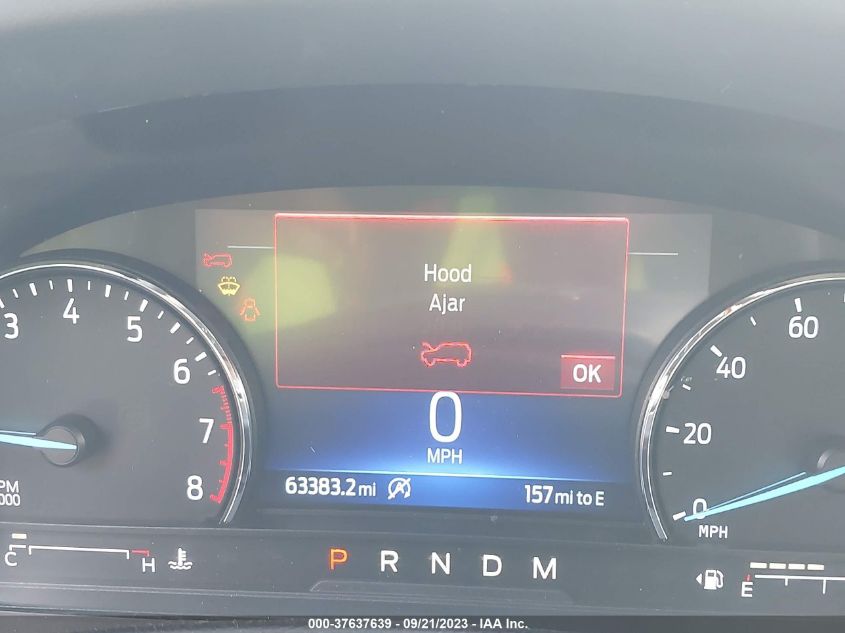 Hood
Ajar
OK
0
MPH
63383.2 mi
157 mi to E
3
4
5
6
7
8
60
40
20
0
MPH
C
H
P R N D M
E
000-37637639 - 09/21/2023 - IAA Inc.